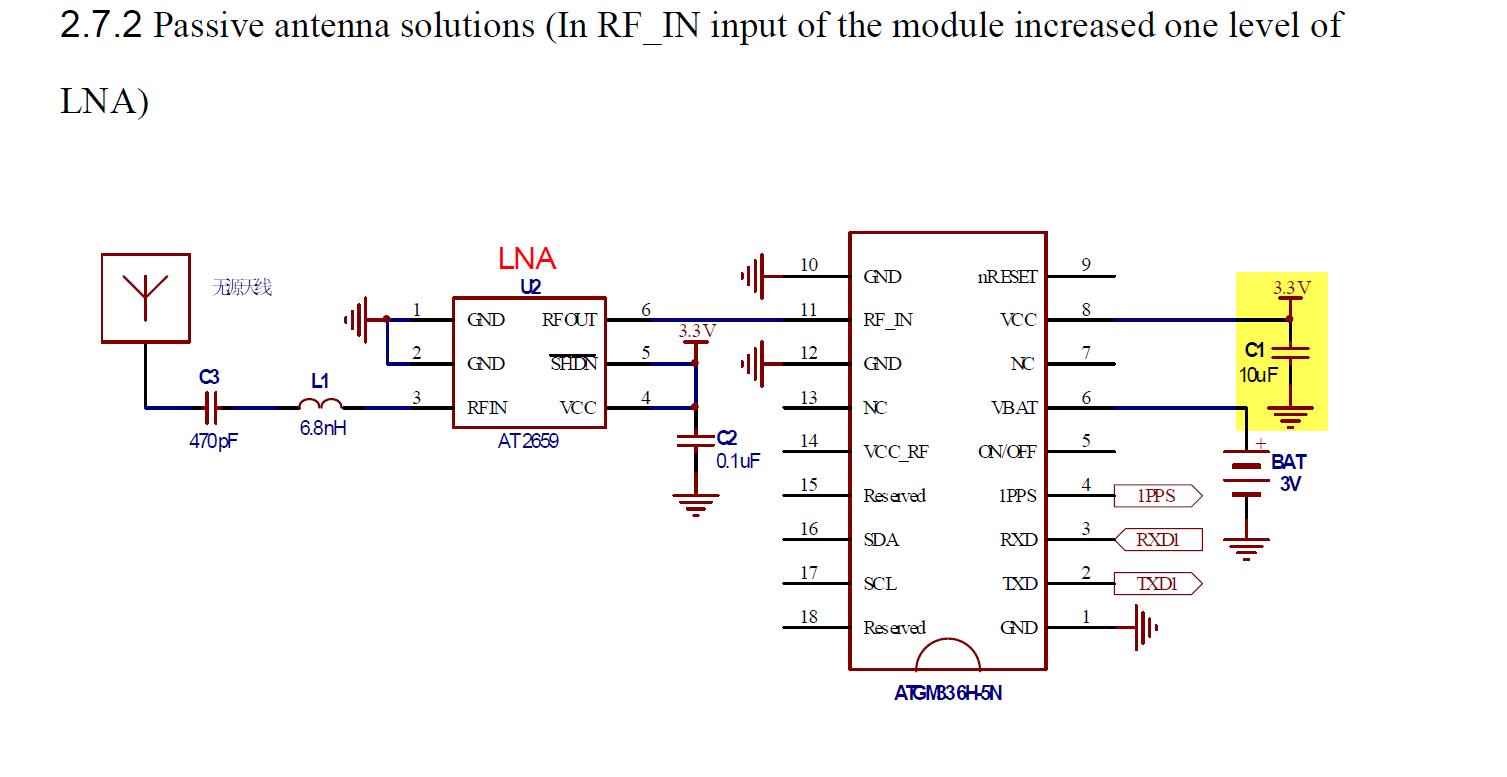 2.7.2 Passive antenna solutions (In RF_IN input of the module increased one level of
LNA)
无源天线
C3
470pF
L1
6.8nH
LNA
U2
1 GND RFOUT 6
2 GND SHDN 5
3 RFIN VCC 4
AT2659
3.3V
C2
0.1uF
10 GND nRESET 9
11 RF_IN VCC 8
12 GND NC 7
13 NC VBAT 6
14 VCC_RF ON/OFF 5
15 Reserved 1PPS 4 1PPS
16 SDA RXD 3 RXD1
17 SCL TXD 2 TXD1
18 Reserved GND 1
ATGM336H-5N
3.3V
C1
10uF
+
BAT
3V